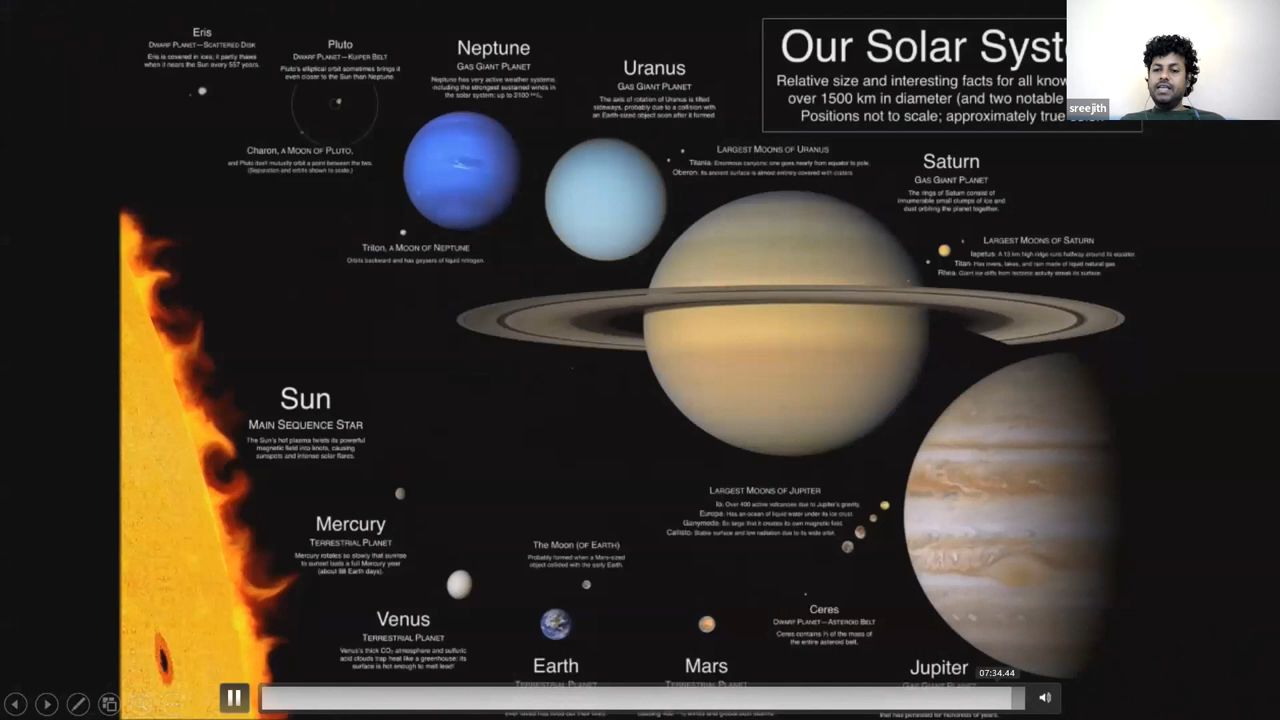 Eris
DWARF PLANET—SCATTERED DISK
Eris is covered in ices; it partly thaws
when it nears the Sun every 557 years.
Pluto
DWARF PLANET—KUIPER BELT
Pluto's elliptical orbit sometimes brings it
even closer to the Sun than Neptune.
Charon, A MOON OF PLUTO,
and Pluto don't mutually orbit a point between the two.
(Separation and orbits shown to scale.)
Neptune
GAS GIANT PLANET
Neptune has very active weather systems,
including the strongest sustained winds in
the solar system: up to 2100
Uranus
GAS GIANT PLANET
The axis of rotation of Uranus is tilted
sideways, probably due to a collision with
an Earth-sized object soon after it formed
Our Solar Syst
Relative size and interesting facts for all know
over 1500 km in diameter (and two notable
Positions not to scale; approximately true
sreejith
LARGEST MOONS OF URANUS
Titania: Enormous canyons: one goes nearly from equator to pole.
Oberon: Its ancient surface is almost entirely covered with craters
Saturn
GAS GIANT PLANET
The rings of Saturn consist of
innumerable small clumps of ice and
dust orbiting the planet together.
Triton, A MOON OF NEPTUNE
Orbits backward and has geysers of liquid nitrogen.
LARGEST MOONS OF SATURN
Iapetus: A 13 km high ridge runs halfway around its equator.
Titan: Has rivers, lakes, and rain made of liquid natural gas.
Rhea: Giant ice cliffs from tectonic activity streak its surface.
Sun
MAIN SEQUENCE STAR
The Sun's hot plasma twists its powerful
magnetic field into knots, causing
sunspots and intense solar flares.
Mercury
TERRESTRIAL PLANET
Mercury rotates so slowly that sunrise
to sunset lasts a full Mercury year
(about 88 Earth days).
LARGEST MOONS OF JUPITER
Io: Over 400 active volcanoes due to Jupiter's gravity.
Europa: Has an ocean of liquid water under its ice crust.
Ganymede: So large that it creates its own magnetic field.
Callisto: Stable surface and low radiation due to its wide orbit.
The Moon (OF EARTH)
Probably formed when a Mars-sized
object collided with the early Earth.
Venus
TERRESTRIAL PLANET
Venus's thick CO₂ atmosphere and sulfuric
acid clouds trap heat like a greenhouse: its
surface is hot enough to melt lead!
Ceres
DWARF PLANET—ASTEROID BELT
Ceres contains ⅓ of the mass of
the entire asteroid belt.
Earth
TERRESTRIAL PLANET
Mars
TERRESTRIAL PLANET
Jupiter
GAS GIANT PLANET
07:34.44
that has persisted for hundreds of years.